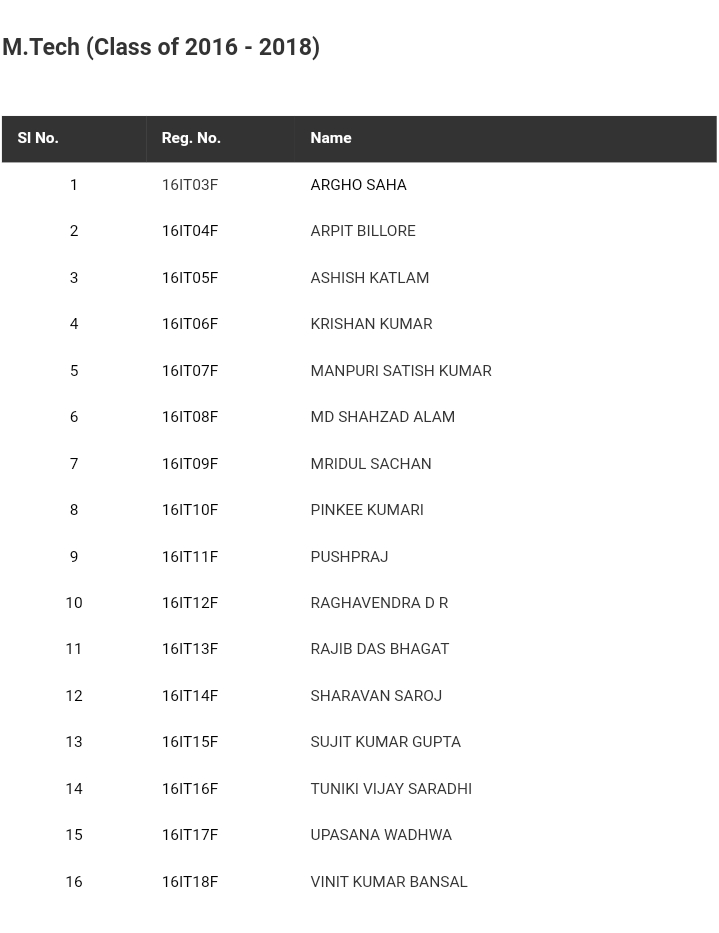 M.Tech (Class of 2016 - 2018)
Sl No. Reg. No. Name
1 16IT03F ARGHO SAHA
2 16IT04F ARPIT BILLORE
3 16IT05F ASHISH KATLAM
4 16IT06F KRISHAN KUMAR
5 16IT07F MANPURI SATISH KUMAR
6 16IT08F MD SHAHZAD ALAM
7 16IT09F MRIDUL SACHAN
8 16IT10F PINKEE KUMARI
9 16IT11F PUSHPRAJ
10 16IT12F RAGHAVENDRA D R
11 16IT13F RAJIB DAS BHAGAT
12 16IT14F SHARAVAN SAROJ
13 16IT15F SUJIT KUMAR GUPTA
14 16IT16F TUNIKI VIJAY SARADHI
15 16IT17F UPASANA WADHWA
16 16IT18F VINIT KUMAR BANSAL